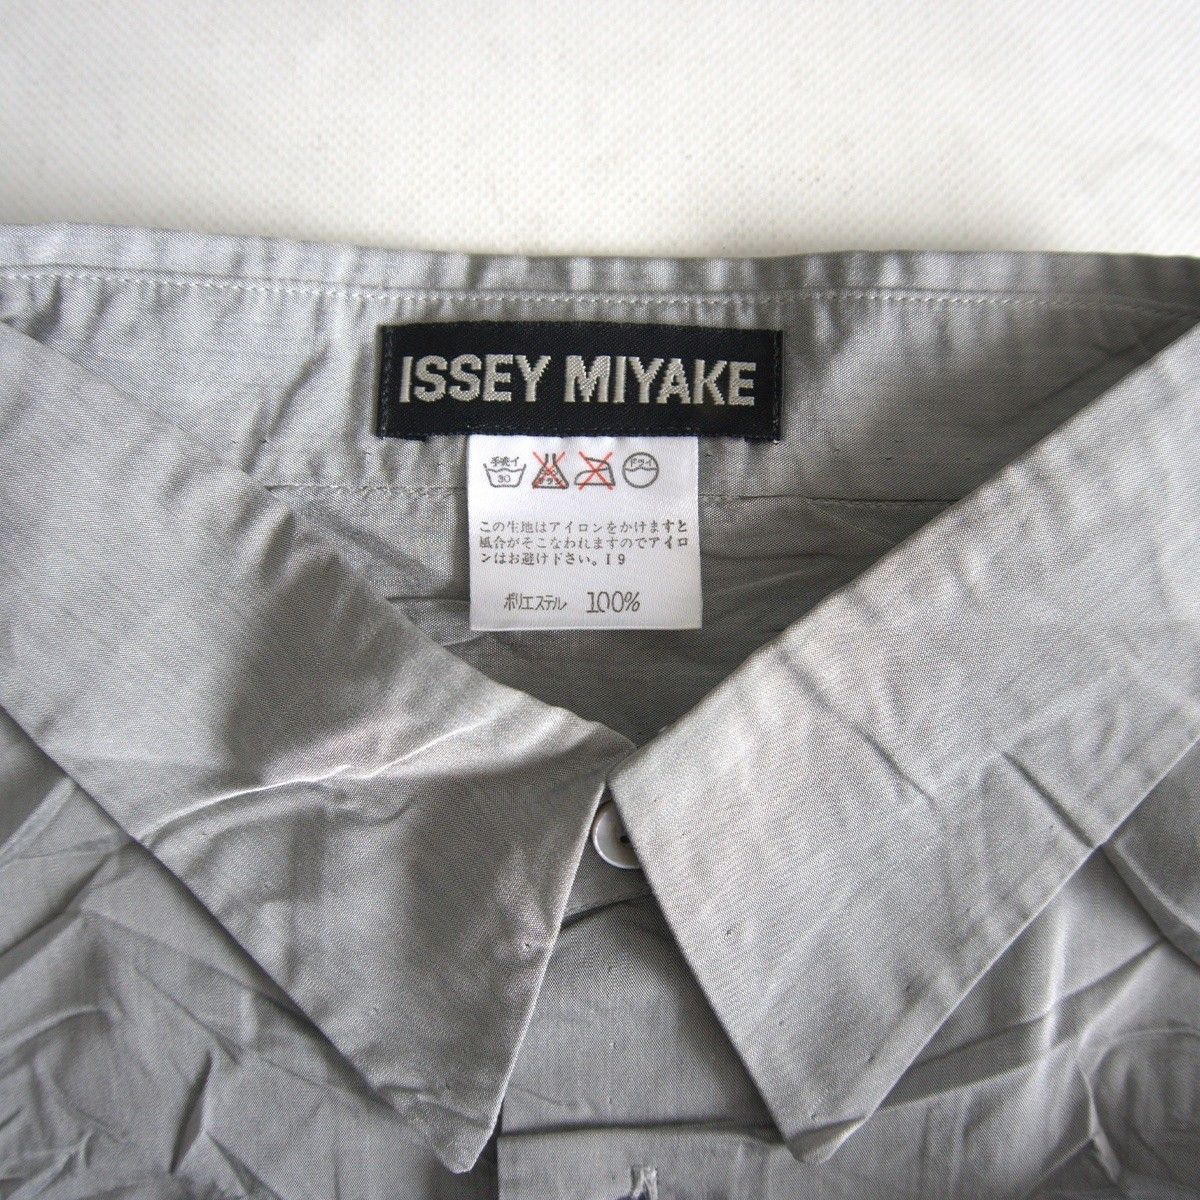 ISSEY MIYAKE
手洗イ
30
ドライ
この生地はアイロンをかけますと
風合がそこなわれますのでアイロ
ンはお避け下さい。I9
ポリエステル 100%